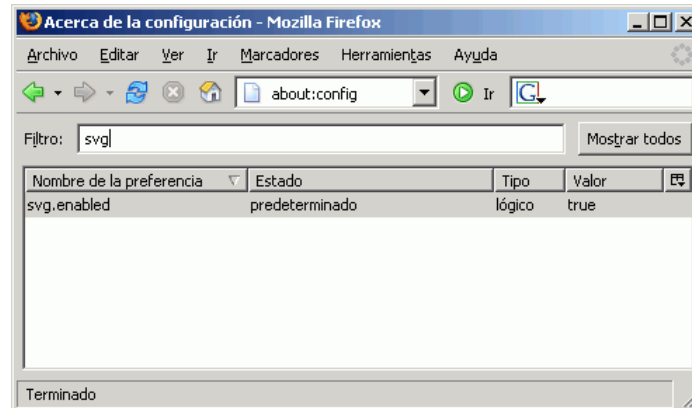 Acerca de la configuración - Mozilla Firefox
Archivo Editar Ver Ir Marcadores Herramientas Ayuda
about:config Ir G
Filtro: svg Mostrar todos
Nombre de la preferencia Estado Tipo Valor
svg.enabled predeterminado lógico true
Terminado